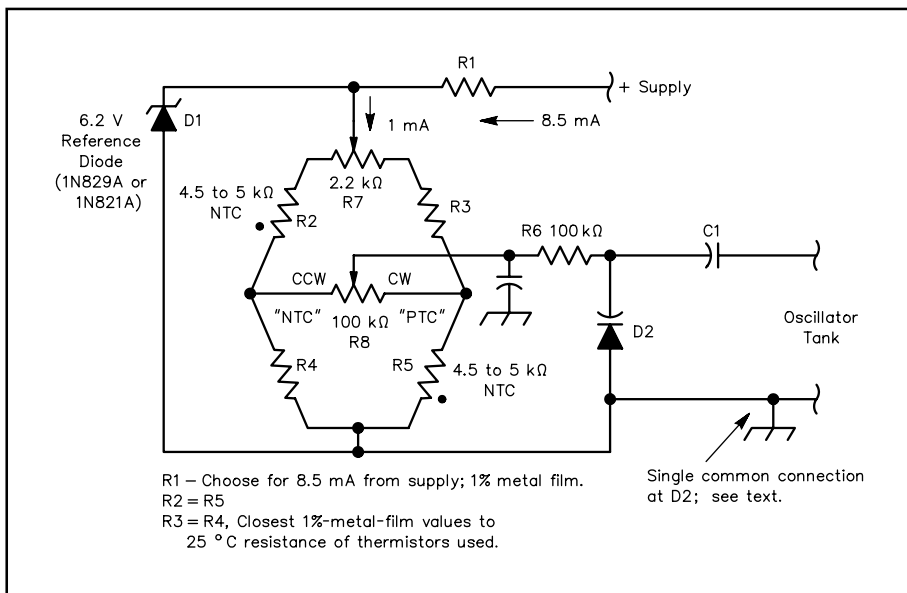 R1
+ Supply
8.5 mA
1 mA
6.2 V
Reference
Diode
(1N829A or
1N821A)
D1
2.2 kΩ
R7
4.5 to 5 kΩ
NTC
R2
R3
R6 100 kΩ
C1
CCW
CW
"NTC"
100 kΩ
"PTC"
R8
D2
Oscillator
Tank
R4
R5
4.5 to 5 kΩ
NTC
Single common connection
at D2; see text.
R1 – Choose for 8.5 mA from supply; 1% metal film.
R2 = R5
R3 = R4, Closest 1%-metal-film values to
25 °C resistance of thermistors used.